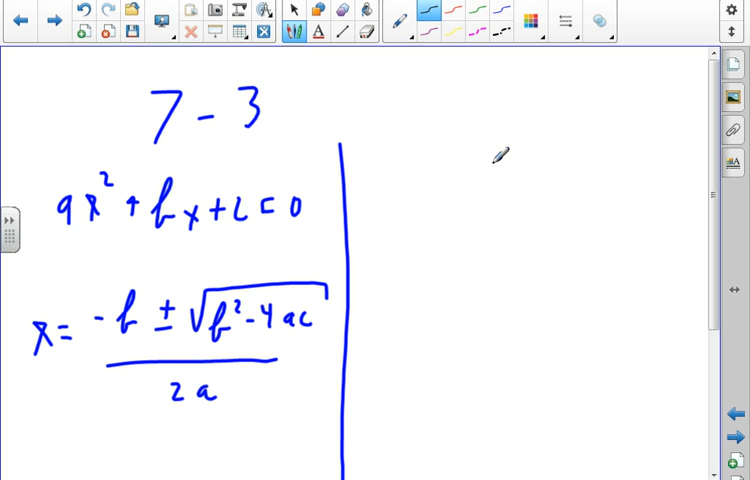 7 - 3
ax² + bx + c = 0
x = -b ± √b² - 4ac
2a